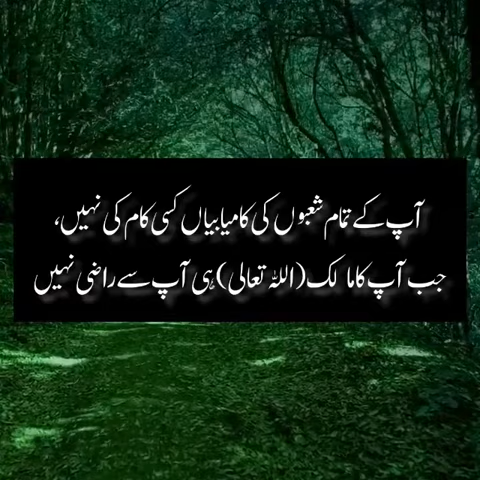 آپ کے تمام شعبوں کی کامیابیاں کسی کام کی نہیں،
جب آپ کا مالک (اللہ تعالی) ہی آپ سے راضی نہیں